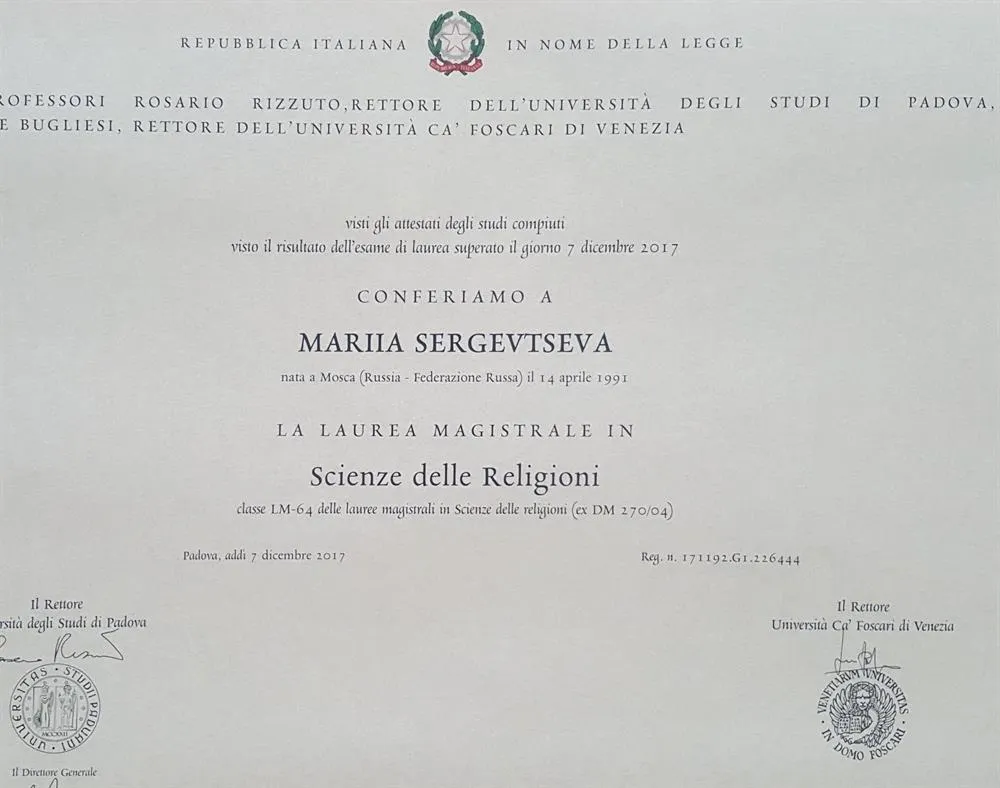 REPUBBLICA ITALIANA IN NOME DELLA LEGGE
ROFESSORI ROSARIO RIZZUTO, RETTORE DELL'UNIVERSITÀ DEGLI STUDI DI PADOVA,
E BUGLIESI, RETTORE DELL'UNIVERSITÀ CA' FOSCARI DI VENEZIA
visti gli attestati degli studi compiuti
visto il risultato dell'esame di laurea superato il giorno 7 dicembre 2017
CONFERIAMO A
MARIIA SERGEVTSEVA
nata a Mosca (Russia - Federazione Russa) il 14 aprile 1991
LA LAUREA MAGISTRALE IN
Scienze delle Religioni
classe LM-64 delle lauree magistrali in Scienze delle religioni (ex DM 270/04)
Padova, addì 7 dicembre 2017
Reg. n. 171192.G1.226444
Il Rettore
rsità degli Studi di Padova
UNIVERSITAS · STUDII PADUANI ·
MCCXXII
Il Direttore Generale
Il Rettore
Università Ca' Foscari di Venezia
VENETIARVM VNIVERSITAS · IN DOMO FOSCARI ·